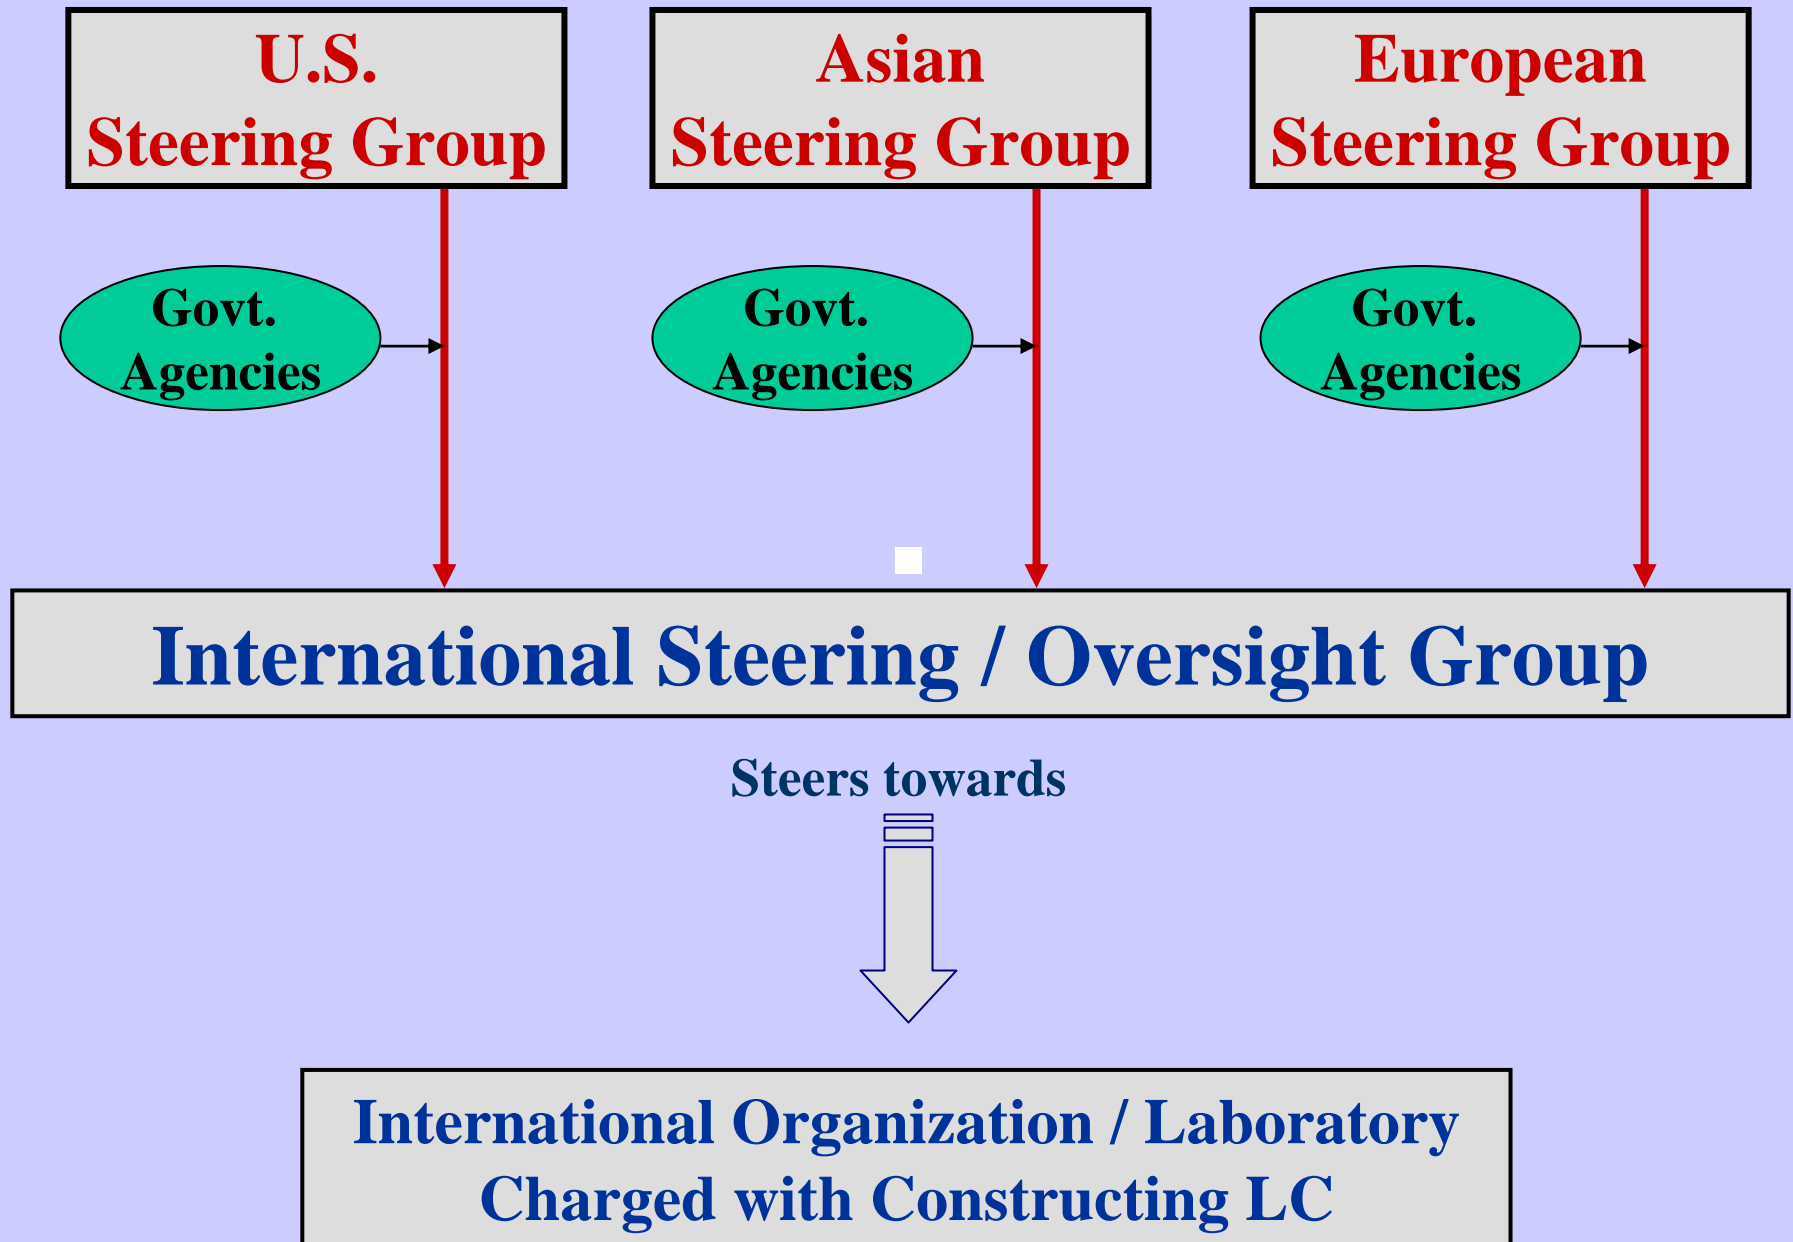 U.S.
Steering Group
Asian
Steering Group
European
Steering Group
Govt.
Agencies
Govt.
Agencies
Govt.
Agencies
International Steering / Oversight Group
Steers towards
International Organization / Laboratory
Charged with Constructing LC